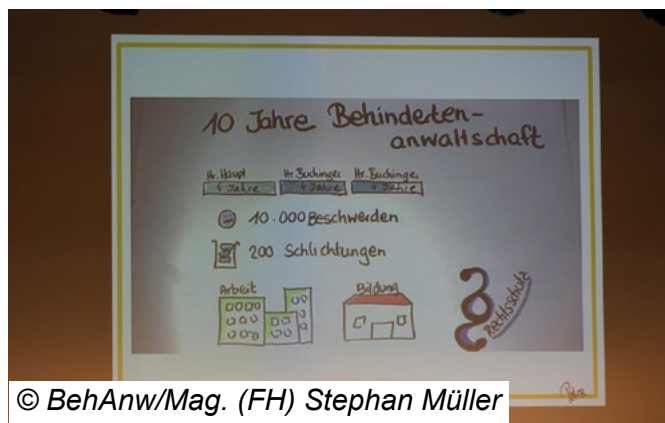 10 Jahre Behinderten-
anwaltschaft
Hr. Haupt Hr. Buchinger Hr. Buchinger
4 Jahre 4 Jahre 4 Jahre
10.000 Beschwerden
200 Schlichtungen
Arbeit Bildung
Rechtsschutz
© BehAnw/Mag. (FH) Stephan Müller